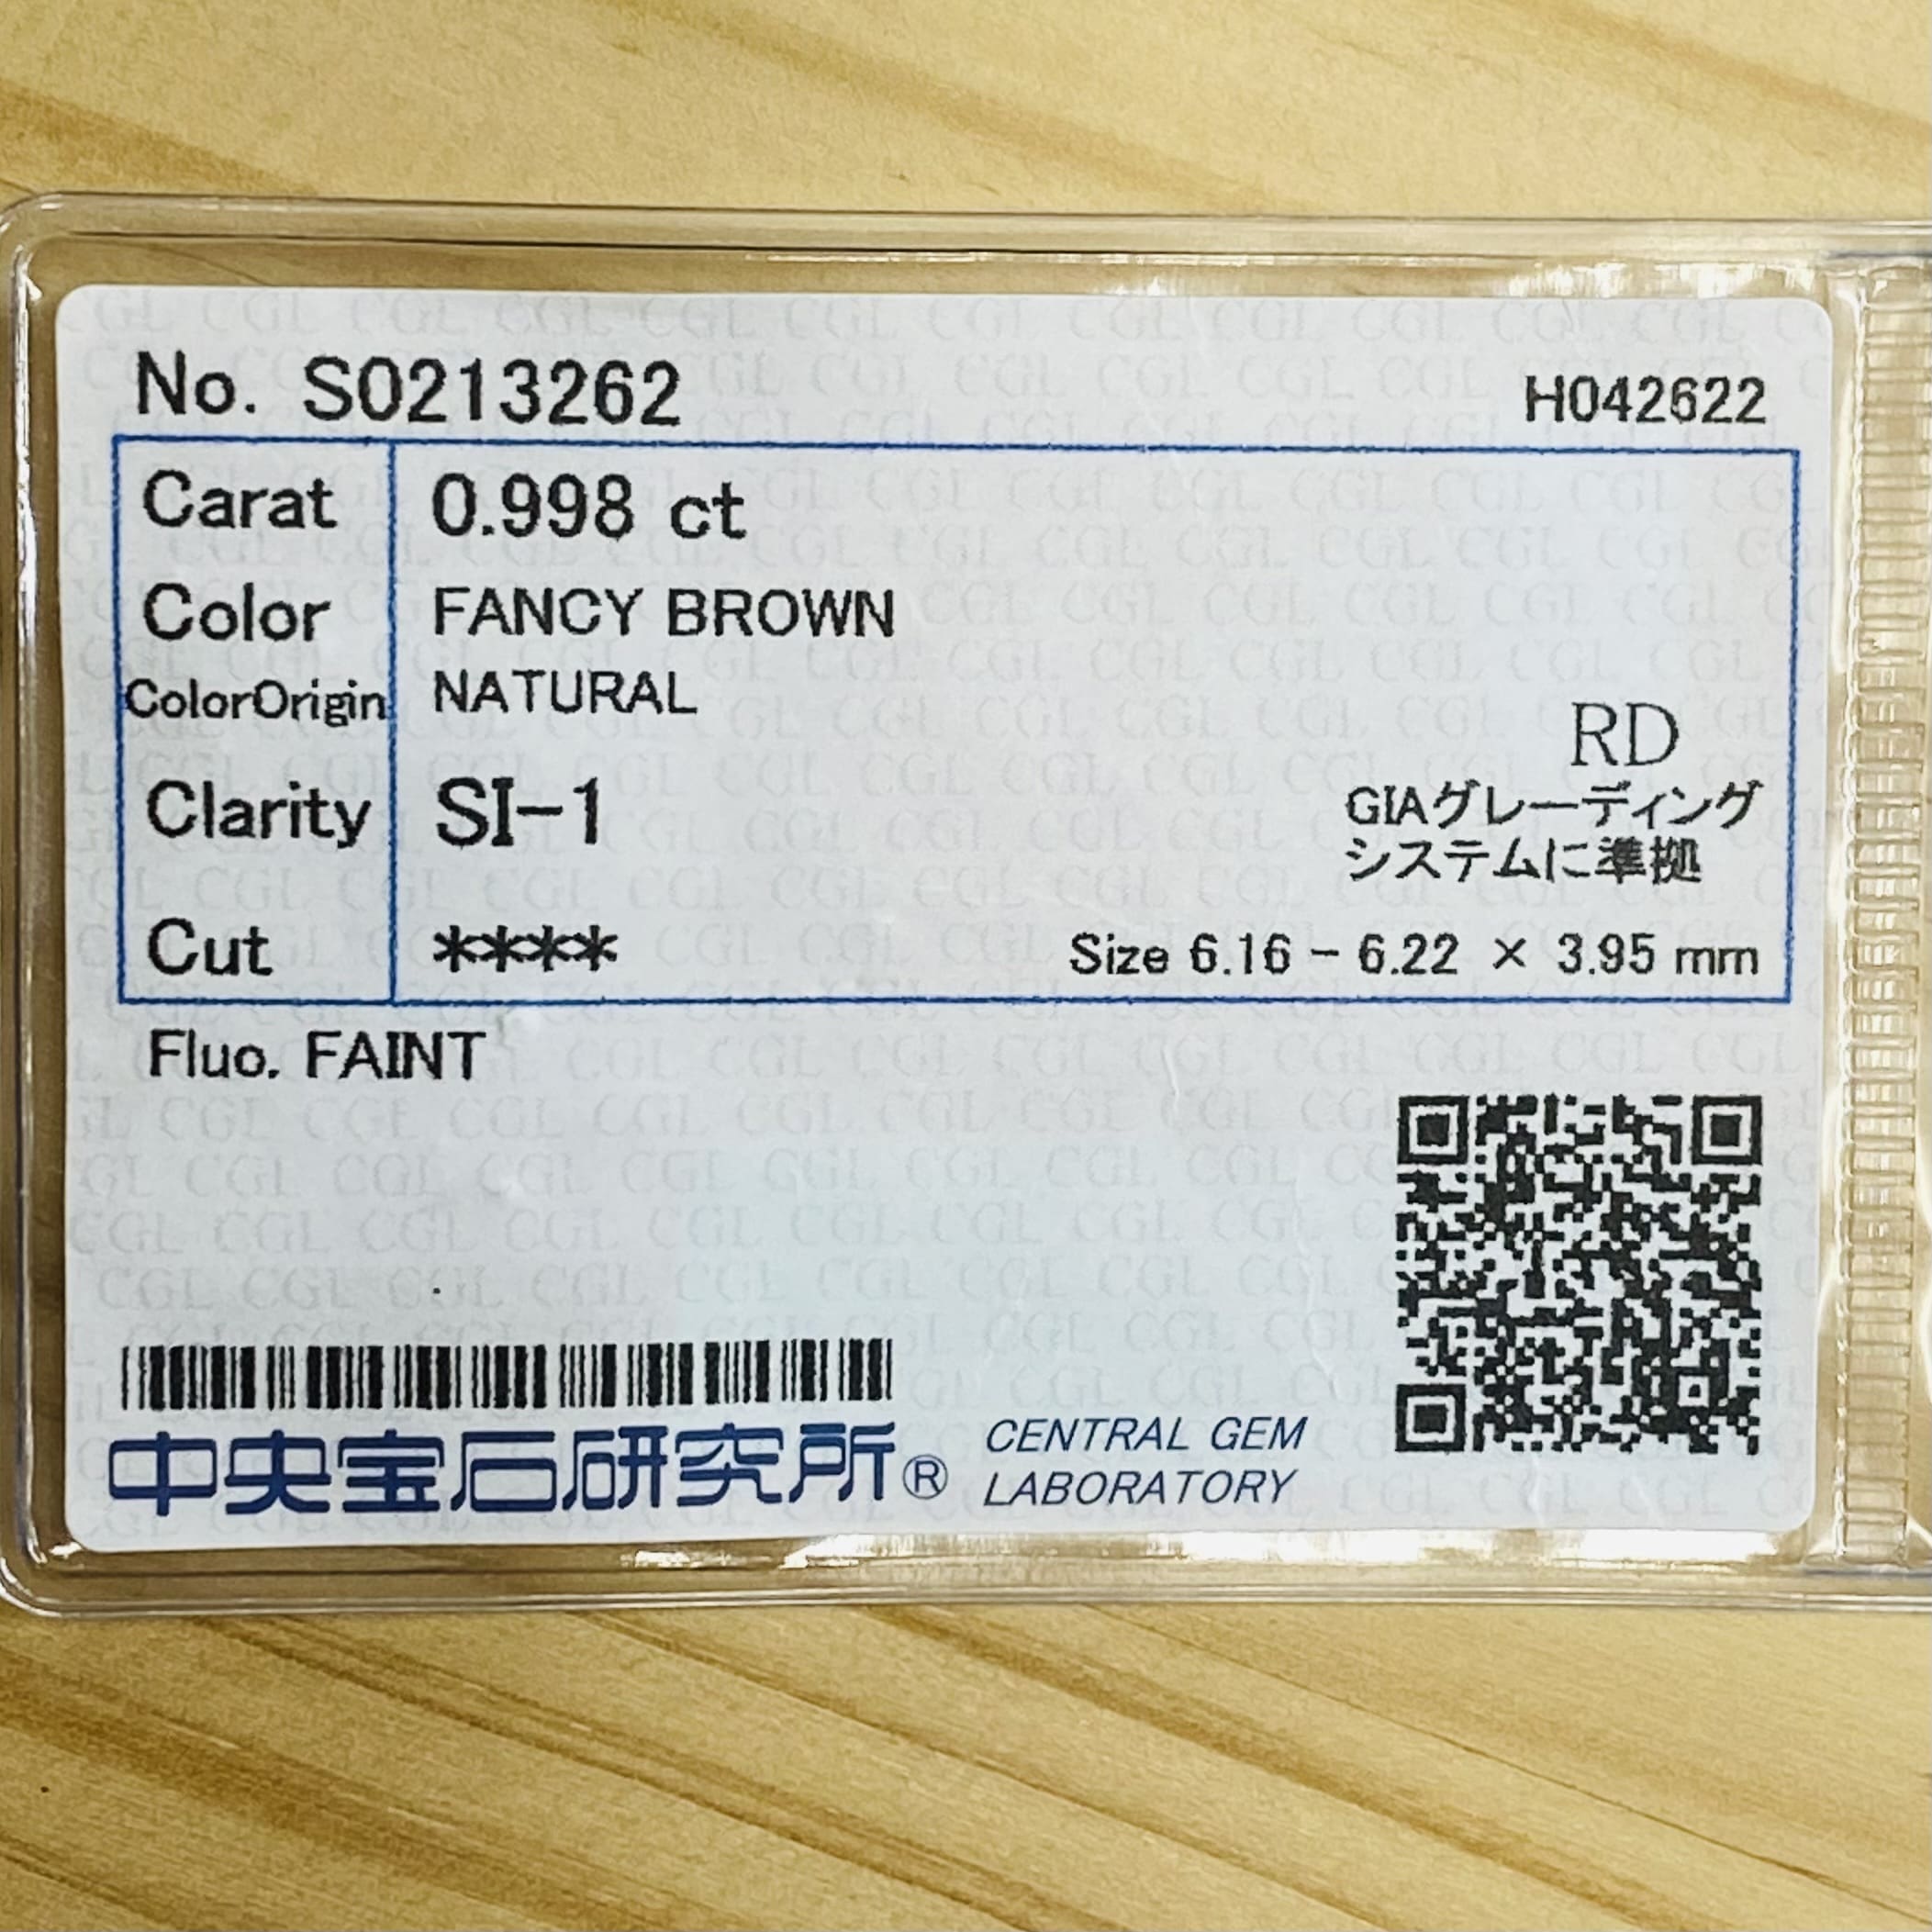 No. S0213262
H042622
Carat 0.998 ct
Color FANCY BROWN
ColorOrigin NATURAL
RD
Clarity SI-1
GIAグレーディング
システムに準拠
Cut ****
Size 6.16 - 6.22 × 3.95 mm
Fluo. FAINT
中央宝石研究所®
CENTRAL GEM
LABORATORY